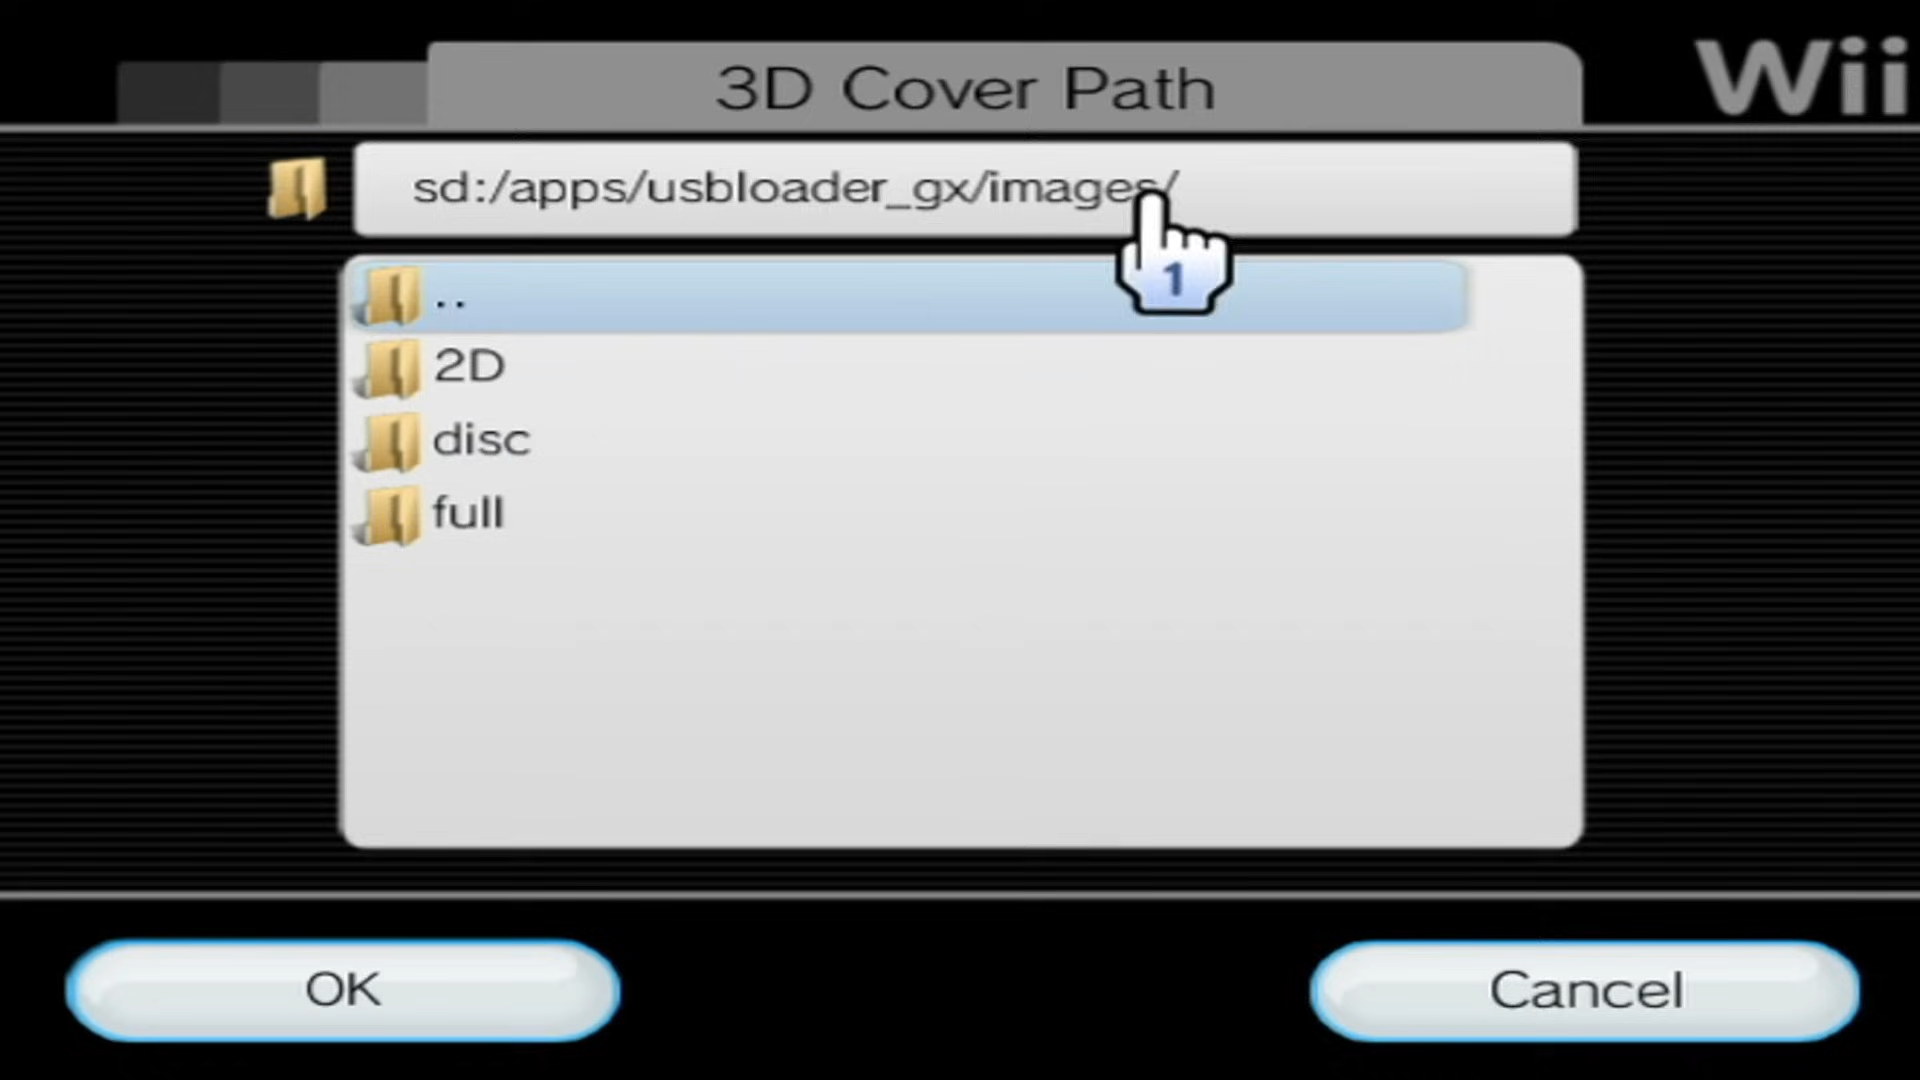 3D Cover Path
Wii
sd:/apps/usbloader_gx/images/
1
..
2D
disc
full
OK
Cancel